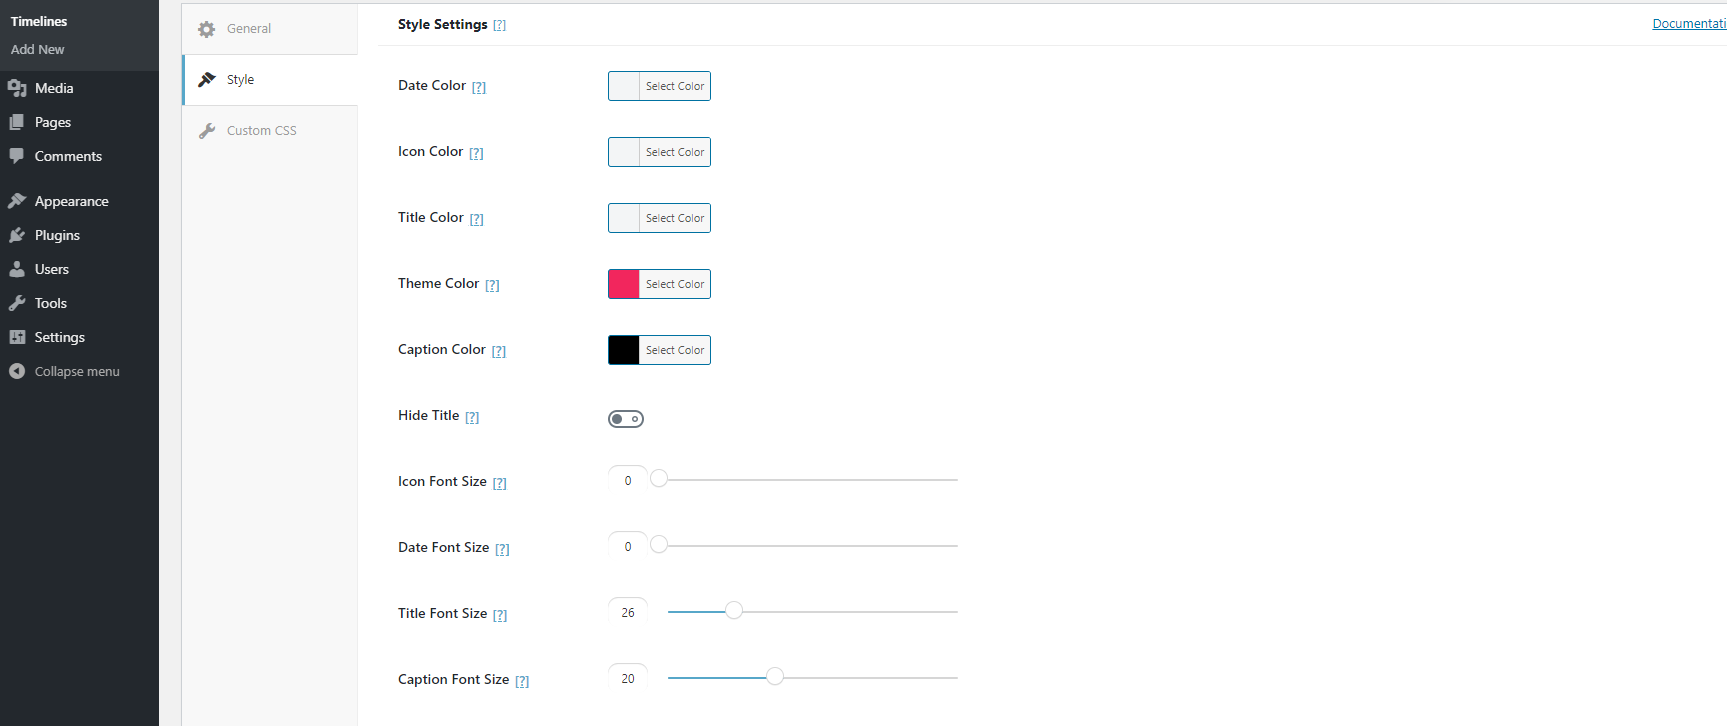 Timelines
Add New
Media
Pages
Comments
Appearance
Plugins
Users
Tools
Settings
Collapse menu
General
Style
Custom CSS
Style Settings [?]
Documentati
Date Color [?] Select Color
Icon Color [?] Select Color
Title Color [?] Select Color
Theme Color [?] Select Color
Caption Color [?] Select Color
Hide Title [?]
Icon Font Size [?] 0
Date Font Size [?] 0
Title Font Size [?] 26
Caption Font Size [?] 20